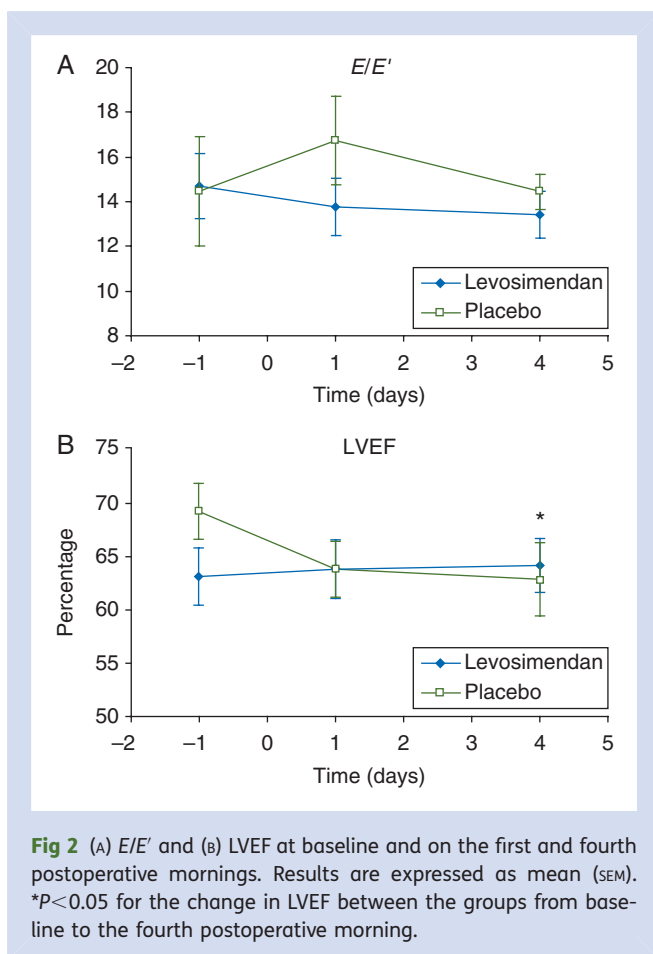 A
E/E'
20
18
16
14
12
10
8
Levosimendan
Placebo
–2 –1 0 1 2 3 4 5
Time (days)
B
LVEF
75
70
65
60
55
50
Percentage
*
Levosimendan
Placebo
–2 –1 0 1 2 3 4 5
Time (days)
Fig 2 (A) E/E′ and (B) LVEF at baseline and on the first and fourth
postoperative mornings. Results are expressed as mean (SEM).
*P<0.05 for the change in LVEF between the groups from base-
line to the fourth postoperative morning.